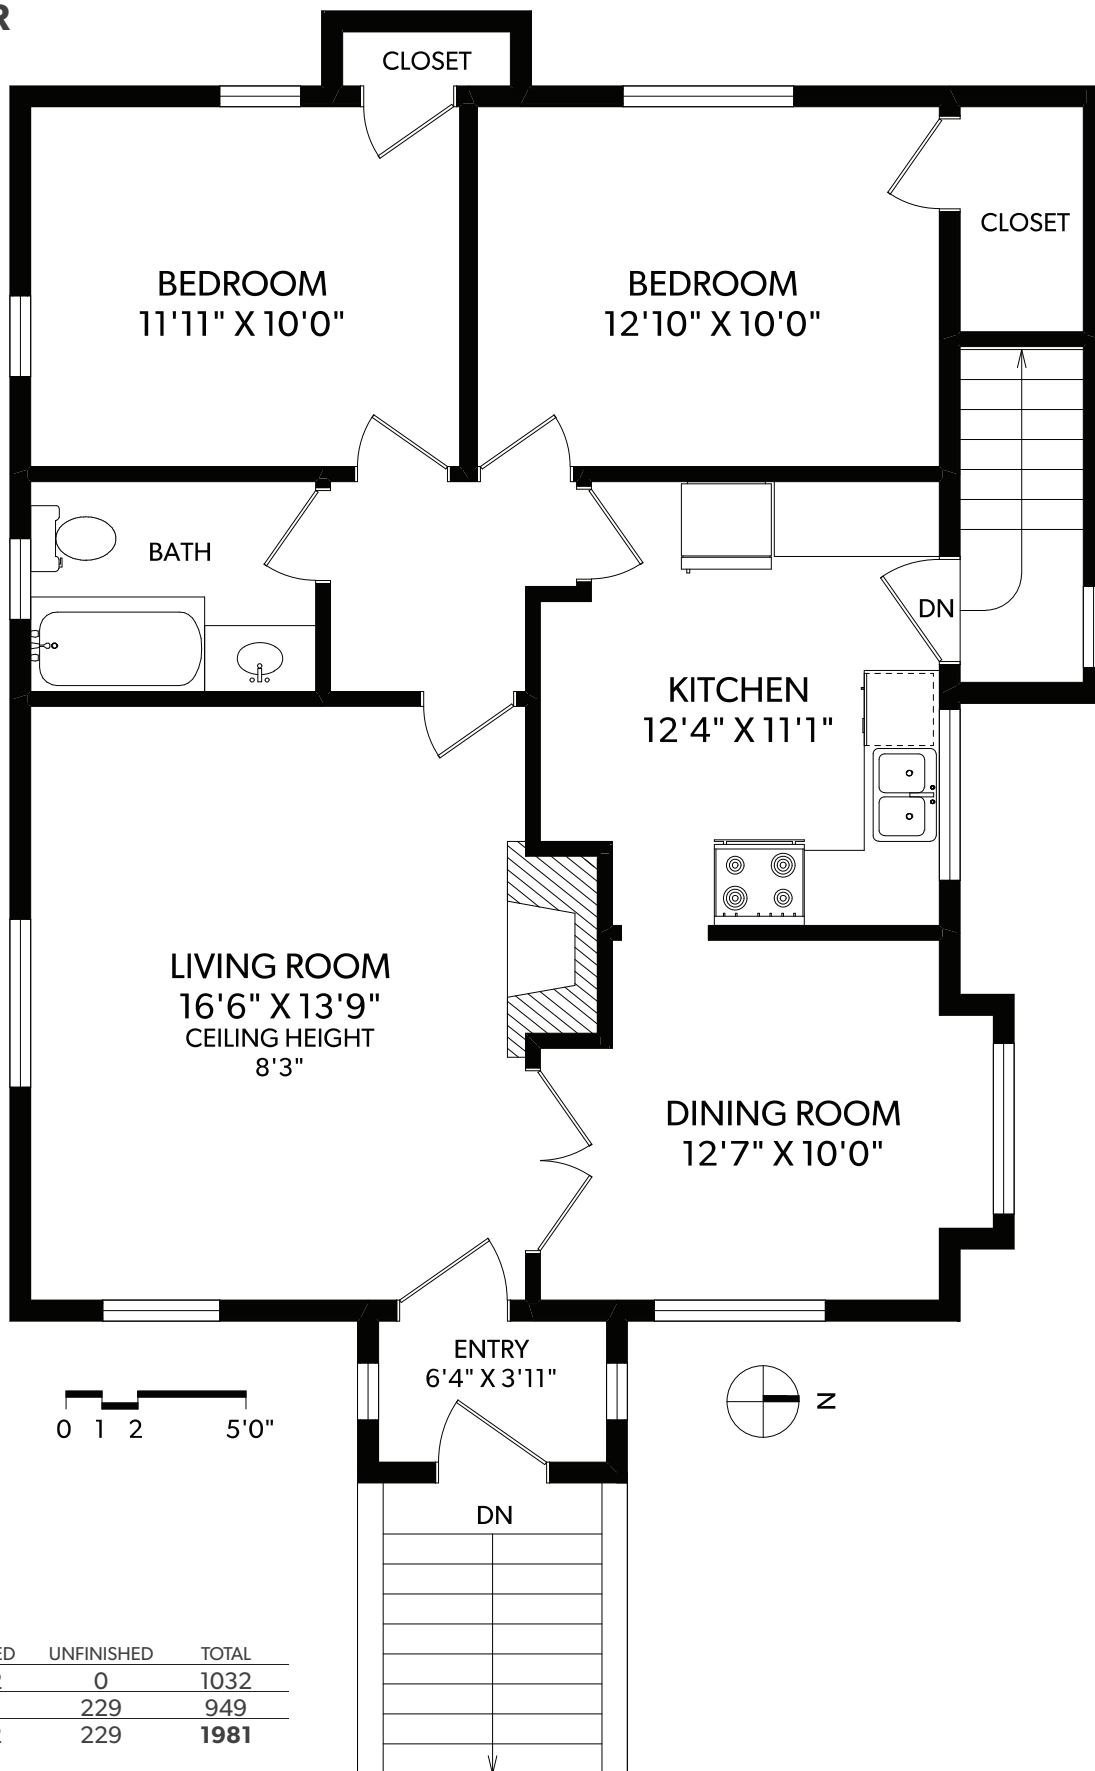 R
CLOSET
CLOSET
BEDROOM
11'11" X 10'0"
BEDROOM
12'10" X 10'0"
BATH
DN
KITCHEN
12'4" X 11'1"
LIVING ROOM
16'6" X 13'9"
CEILING HEIGHT
8'3"
DINING ROOM
12'7" X 10'0"
ENTRY
6'4" X 3'11"
0 1 2 5'0"
N
DN
ED UNFINISHED TOTAL
2 0 1032
229 949
2 229 1981